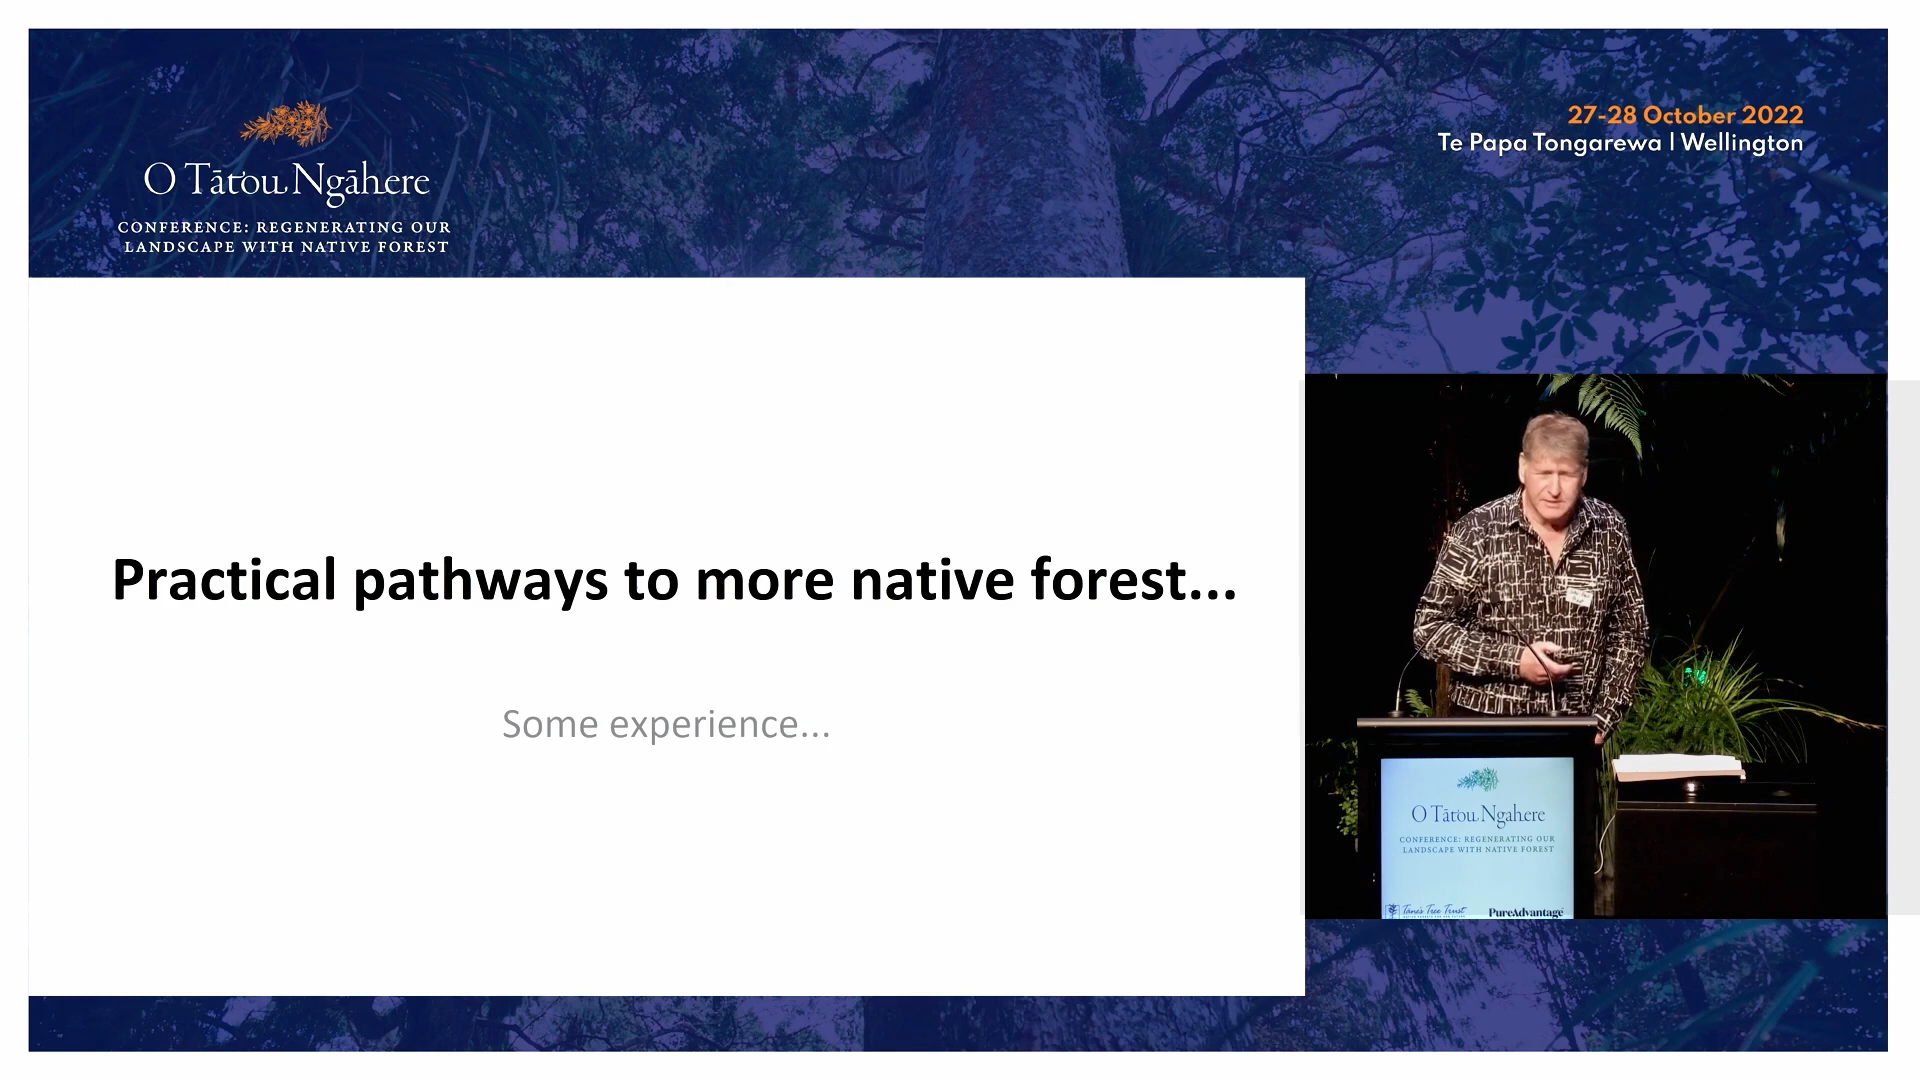 O Tātou Ngāhere
CONFERENCE: REGENERATING OUR
LANDSCAPE WITH NATIVE FOREST
27-28 October 2022
Te Papa Tongarewa | Wellington
Practical pathways to more native forest...
Some experience...
O Tātou Ngahere
CONFERENCE: REGENERATING OUR
LANDSCAPE WITH NATIVE FOREST
Tāne's Tree Trust
PureAdvantage